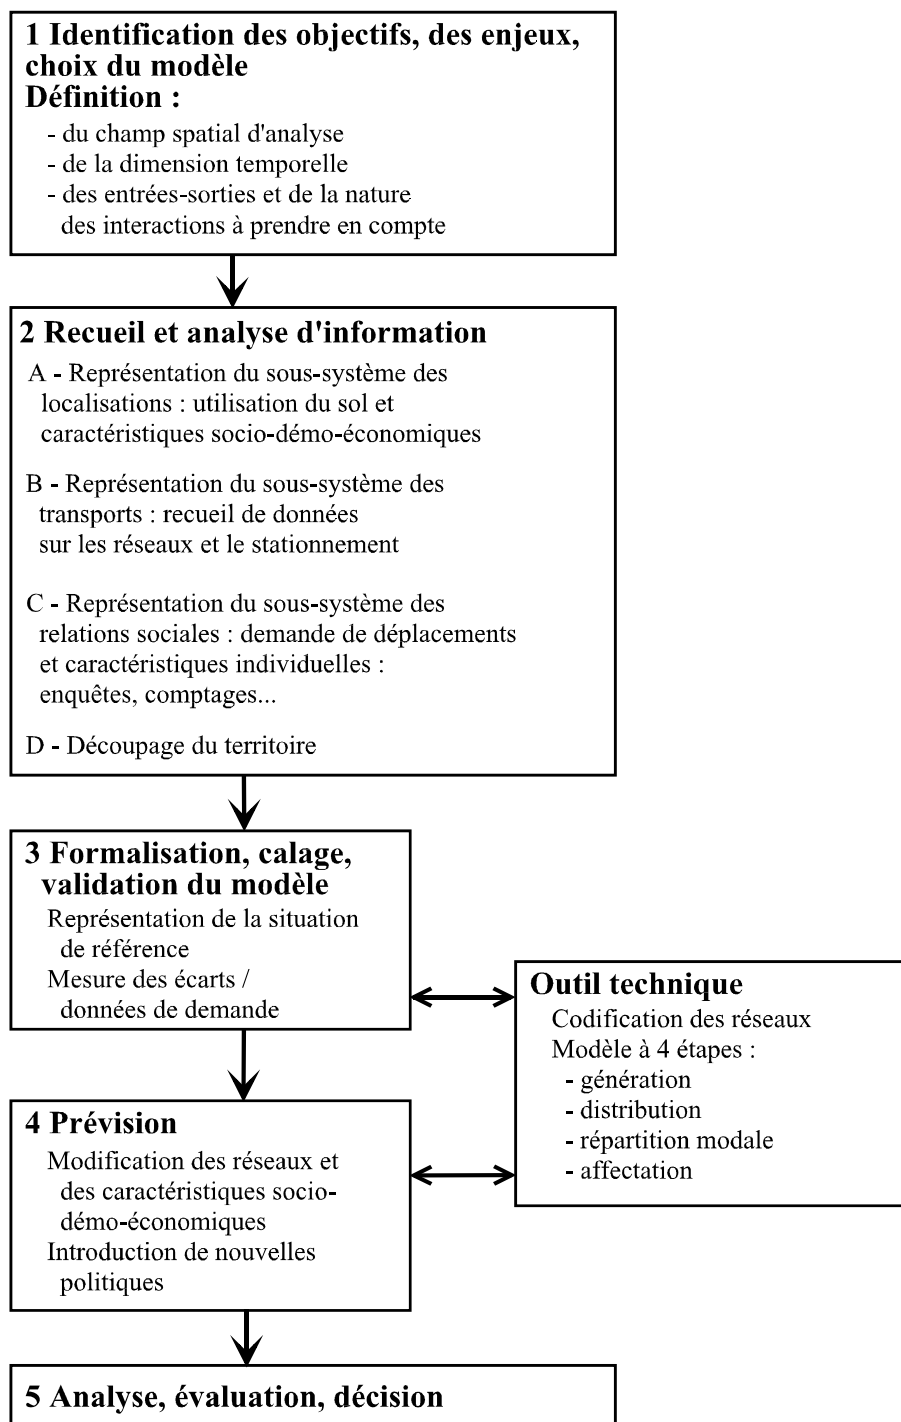 1 Identification des objectifs, des enjeux,
choix du modèle
Définition :
- du champ spatial d'analyse
- de la dimension temporelle
- des entrées-sorties et de la nature
des interactions à prendre en compte
2 Recueil et analyse d'information
A - Représentation du sous-système des
localisations : utilisation du sol et
caractéristiques socio-démo-économiques
B - Représentation du sous-système des
transports : recueil de données
sur les réseaux et le stationnement
C - Représentation du sous-système des
relations sociales : demande de déplacements
et caractéristiques individuelles :
enquêtes, comptages...
D - Découpage du territoire
3 Formalisation, calage,
validation du modèle
Représentation de la situation
de référence
Mesure des écarts /
données de demande
Outil technique
Codification des réseaux
Modèle à 4 étapes :
- génération
- distribution
- répartition modale
- affectation
4 Prévision
Modification des réseaux et
des caractéristiques socio-
démo-économiques
Introduction de nouvelles
politiques
5 Analyse, évaluation, décision